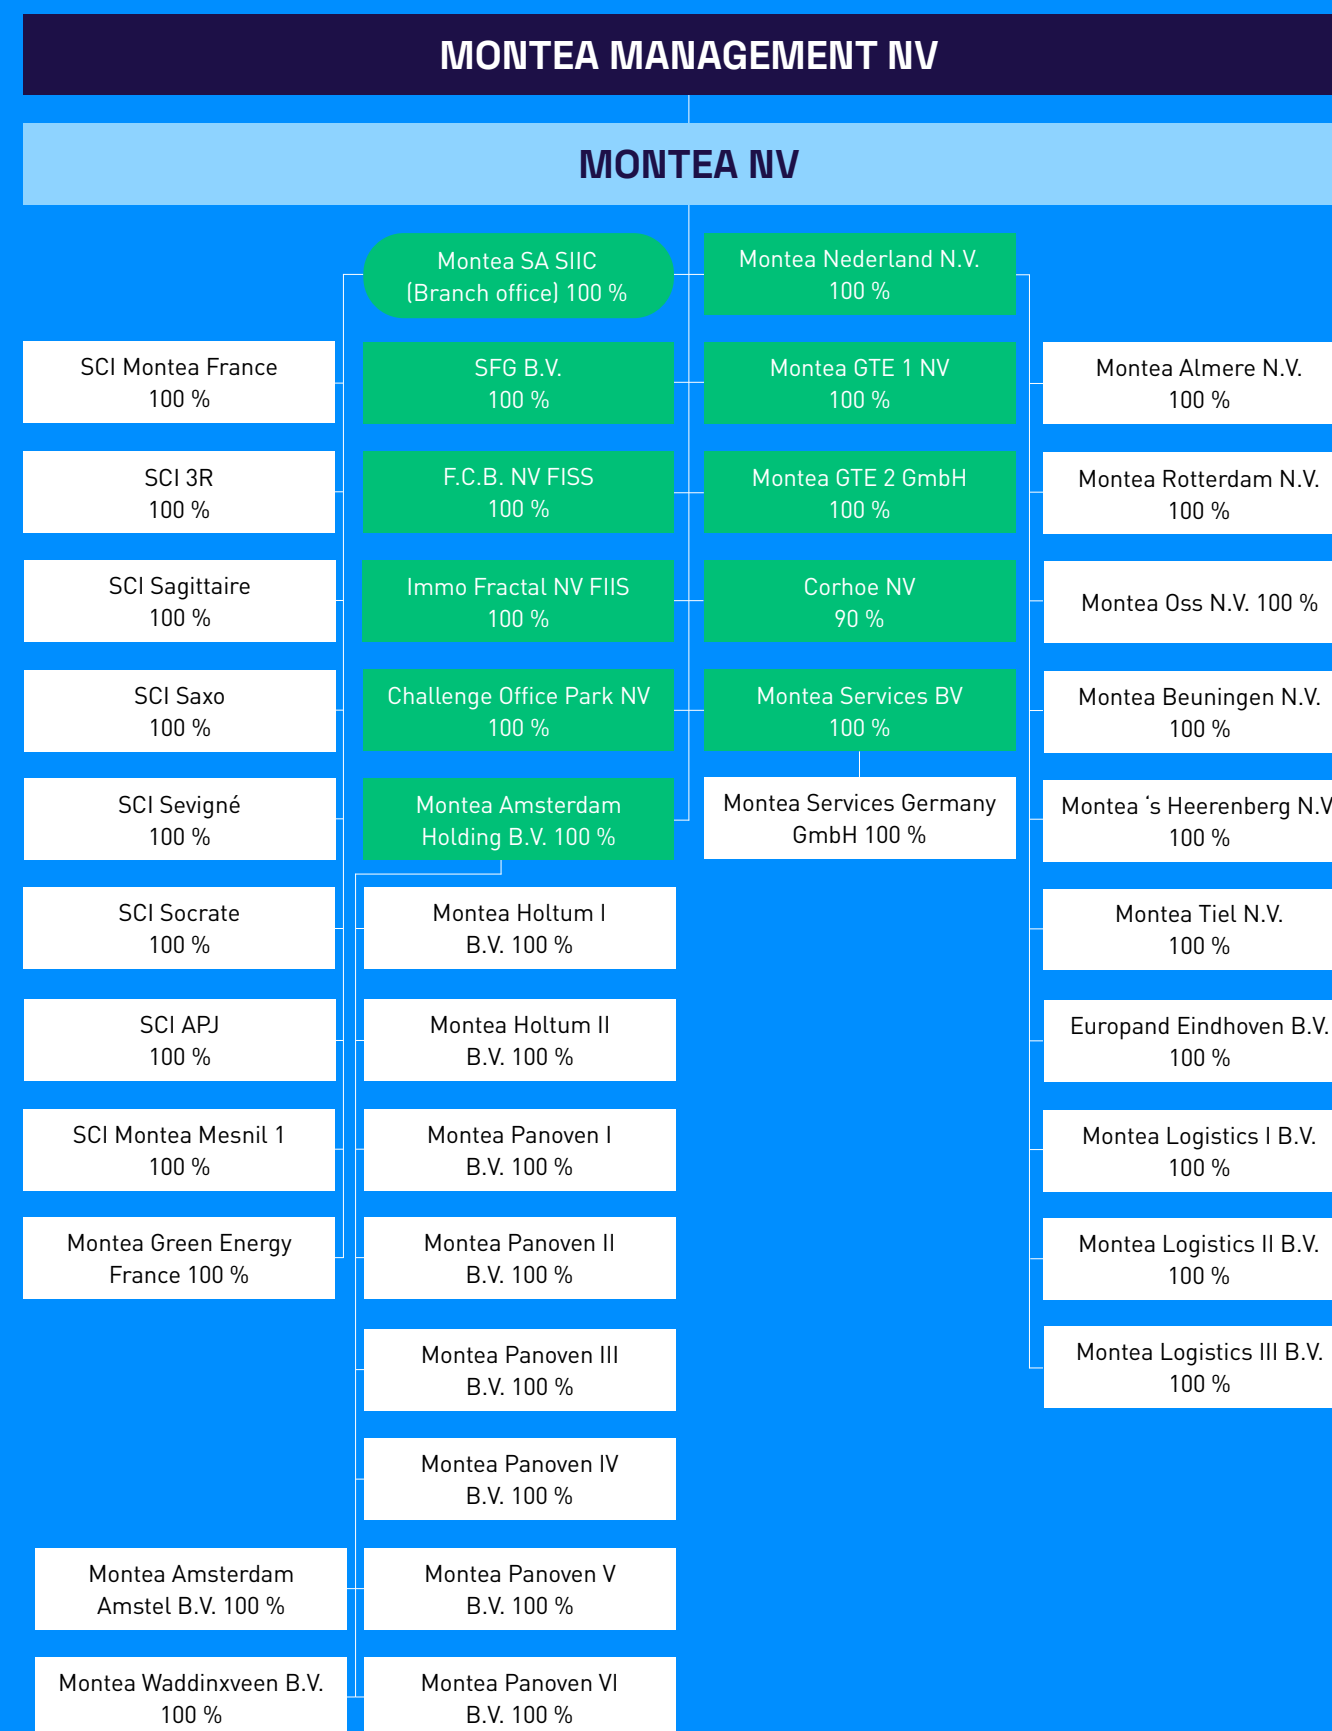 MONTEA MANAGEMENT NV
MONTEA NV
Montea SA SIIC
(Branch office) 100 %
Montea Nederland N.V.
100 %
SCI Montea France
100 %
SFG B.V.
100 %
Montea GTE 1 NV
100 %
Montea Almere N.V.
100 %
SCI 3R
100 %
F.C.B. NV FISS
100 %
Montea GTE 2 GmbH
100 %
Montea Rotterdam N.V.
100 %
SCI Sagittaire
100 %
Immo Fractal NV FIIS
100 %
Corhoe NV
90 %
Montea Oss N.V. 100 %
SCI Saxo
100 %
Challenge Office Park NV
100 %
Montea Services BV
100 %
Montea Beuningen N.V.
100 %
SCI Sevigné
100 %
Montea Amsterdam
Holding B.V. 100 %
Montea Services Germany
GmbH 100 %
Montea ‘s Heerenberg N.V
100 %
SCI Socrate
100 %
Montea Holtum I
B.V. 100 %
Montea Tiel N.V.
100 %
SCI APJ
100 %
Montea Holtum II
B.V. 100 %
Europand Eindhoven B.V.
100 %
SCI Montea Mesnil 1
100 %
Montea Panoven I
B.V. 100 %
Montea Logistics I B.V.
100 %
Montea Green Energy
France 100 %
Montea Panoven II
B.V. 100 %
Montea Logistics II B.V.
100 %
Montea Panoven III
B.V. 100 %
Montea Logistics III B.V.
100 %
Montea Panoven IV
B.V. 100 %
Montea Amsterdam
Amstel B.V. 100 %
Montea Panoven V
B.V. 100 %
Montea Waddinxveen B.V.
100 %
Montea Panoven VI
B.V. 100 %